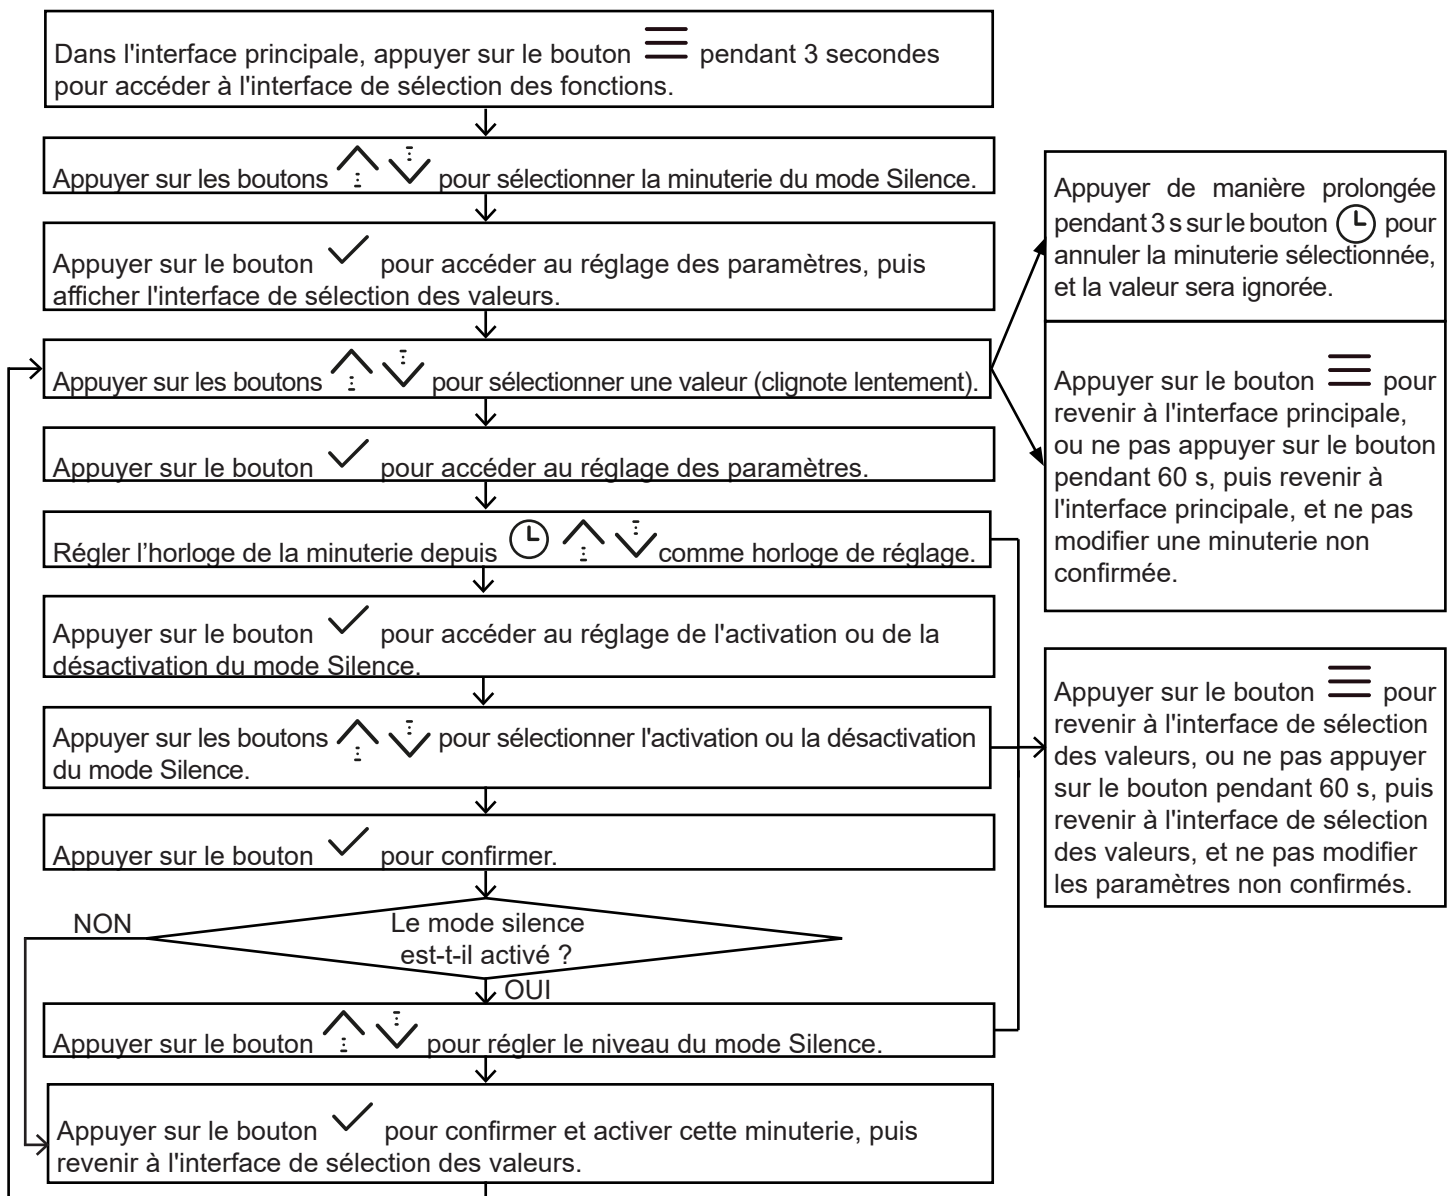 Dans l'interface principale, appuyer sur le bouton pendant 3 secondes
pour accéder à l'interface de sélection des fonctions.
Appuyer sur les boutons pour sélectionner la minuterie du mode Silence.
Appuyer sur le bouton pour accéder au réglage des paramètres, puis
afficher l'interface de sélection des valeurs.
Appuyer sur les boutons pour sélectionner une valeur (clignote lentement).
Appuyer sur le bouton pour accéder au réglage des paramètres.
Régler l’horloge de la minuterie depuis comme horloge de réglage.
Appuyer sur le bouton pour accéder au réglage de l'activation ou de la
désactivation du mode Silence.
Appuyer sur les boutons pour sélectionner l'activation ou la désactivation
du mode Silence.
Appuyer sur le bouton pour confirmer.
NON
Le mode silence
est-t-il activé ?
OUI
Appuyer sur le bouton pour régler le niveau du mode Silence.
Appuyer sur le bouton pour confirmer et activer cette minuterie, puis
revenir à l'interface de sélection des valeurs.
Appuyer de manière prolongée
pendant 3 s sur le bouton pour
annuler la minuterie sélectionnée,
et la valeur sera ignorée.
Appuyer sur le bouton pour
revenir à l'interface principale,
ou ne pas appuyer sur le bouton
pendant 60 s, puis revenir à
l'interface principale, et ne pas
modifier une minuterie non
confirmée.
Appuyer sur le bouton pour
revenir à l'interface de sélection
des valeurs, ou ne pas appuyer
sur le bouton pendant 60 s, puis
revenir à l'interface de sélection
des valeurs, et ne pas modifier
les paramètres non confirmés.